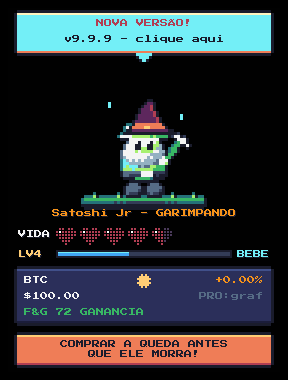 NOVA VERSÃO!
v9.9.9 - clique aqui
Satoshi Jr - GARIMPANDO
VIDA
LV4 BEBE
BTC +0.00%
$100.00 PRO:graf
F&G 72 GANANCIA
COMPRAR A QUEDA ANTES
QUE ELE MORRA!